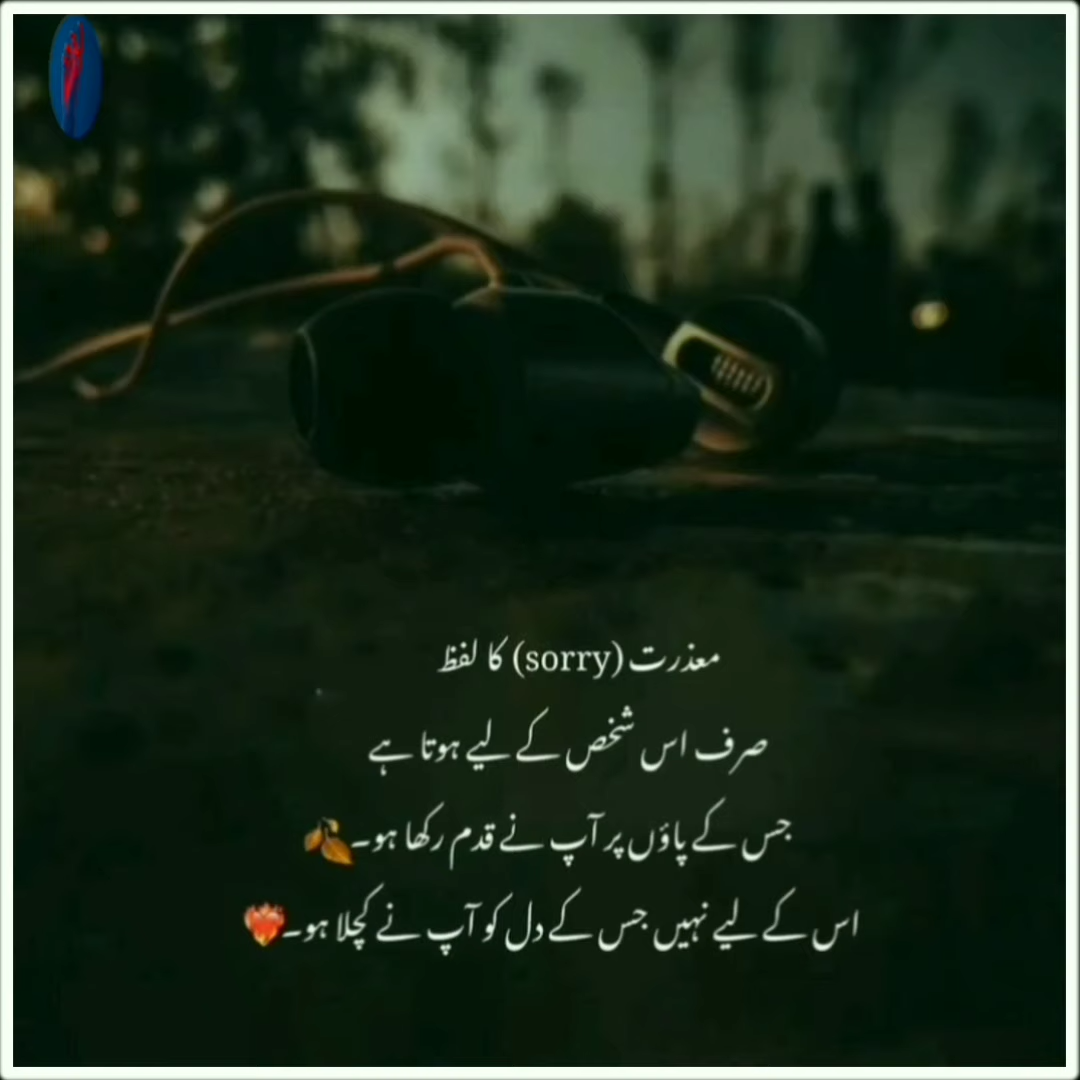 معذرت (sorry) کا لفظ
صرف اس شخص کے لیے ہوتا ہے
جس کے پاؤں پر آپ نے قدم رکھا ہو۔🍂
اس کے لیے نہیں جس کے دل کو آپ نے کچلا ہو۔❤️‍🔥